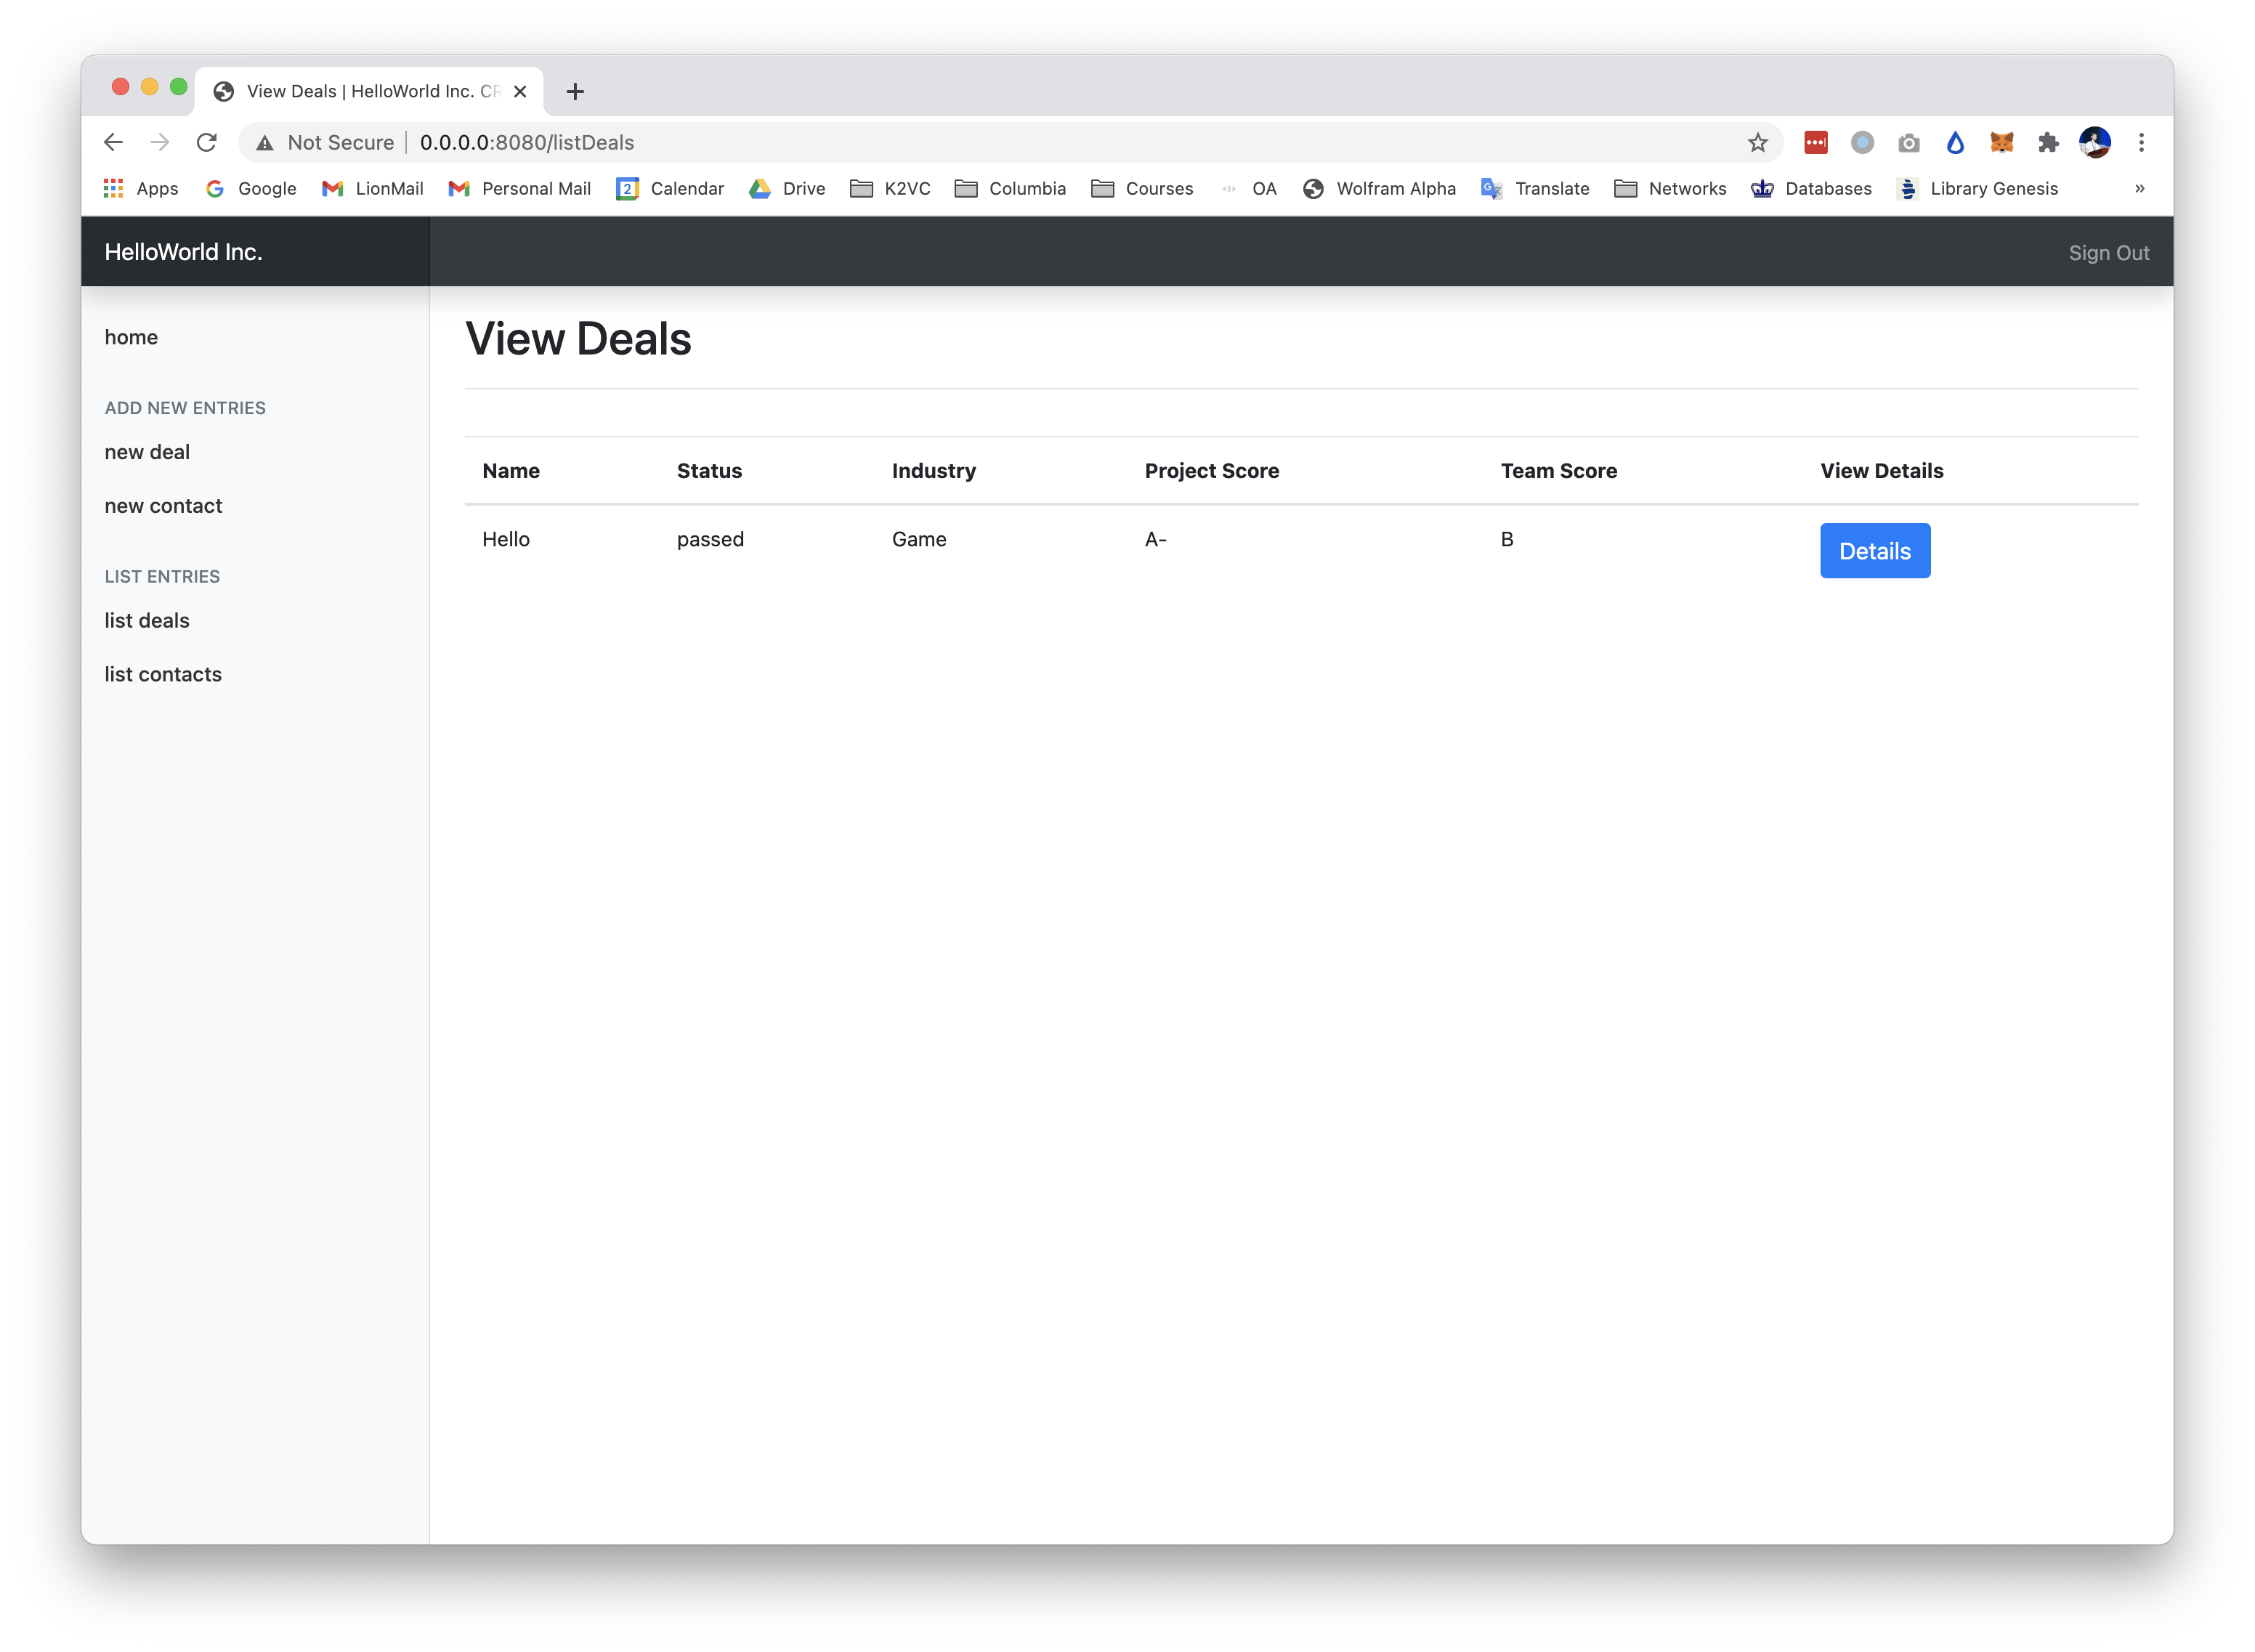 View Deals | HelloWorld Inc. CR
Not Secure 0.0.0.0:8080/listDeals
Apps Google LionMail Personal Mail 2 Calendar Drive K2VC Columbia Courses OA Wolfram Alpha Translate Networks Databases Library Genesis »
HelloWorld Inc. Sign Out
home
ADD NEW ENTRIES
new deal
new contact
LIST ENTRIES
list deals
list contacts
View Deals
Name Status Industry Project Score Team Score View Details
Hello passed Game A- B Details